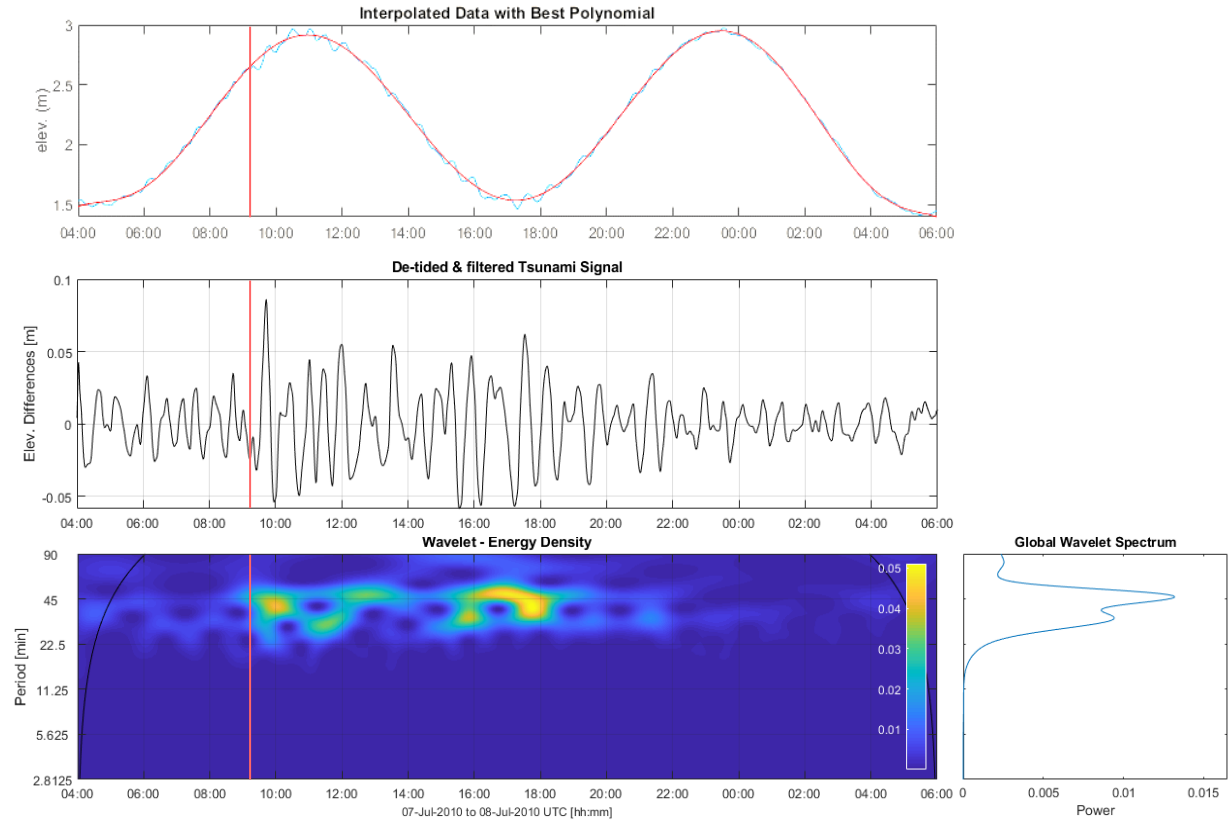 Interpolated Data with Best Polynomial
3
2.5
2
1.5
elev. (m)
04:00 06:00 08:00 10:00 12:00 14:00 16:00 18:00 20:00 22:00 00:00 02:00 04:00 06:00
De-tided & filtered Tsunami Signal
0.1
0.05
0
-0.05
Elev. Differences [m]
04:00 06:00 08:00 10:00 12:00 14:00 16:00 18:00 20:00 22:00 00:00 02:00 04:00 06:00
Wavelet - Energy Density
90
45
22.5
11.25
5.625
2.8125
Period [min]
0.05
0.04
0.03
0.02
0.01
04:00 06:00 08:00 10:00 12:00 14:00 16:00 18:00 20:00 22:00 00:00 02:00 04:00 06:00
07-Jul-2010 to 08-Jul-2010 UTC [hh:mm]
Global Wavelet Spectrum
0 0.005 0.01 0.015
Power